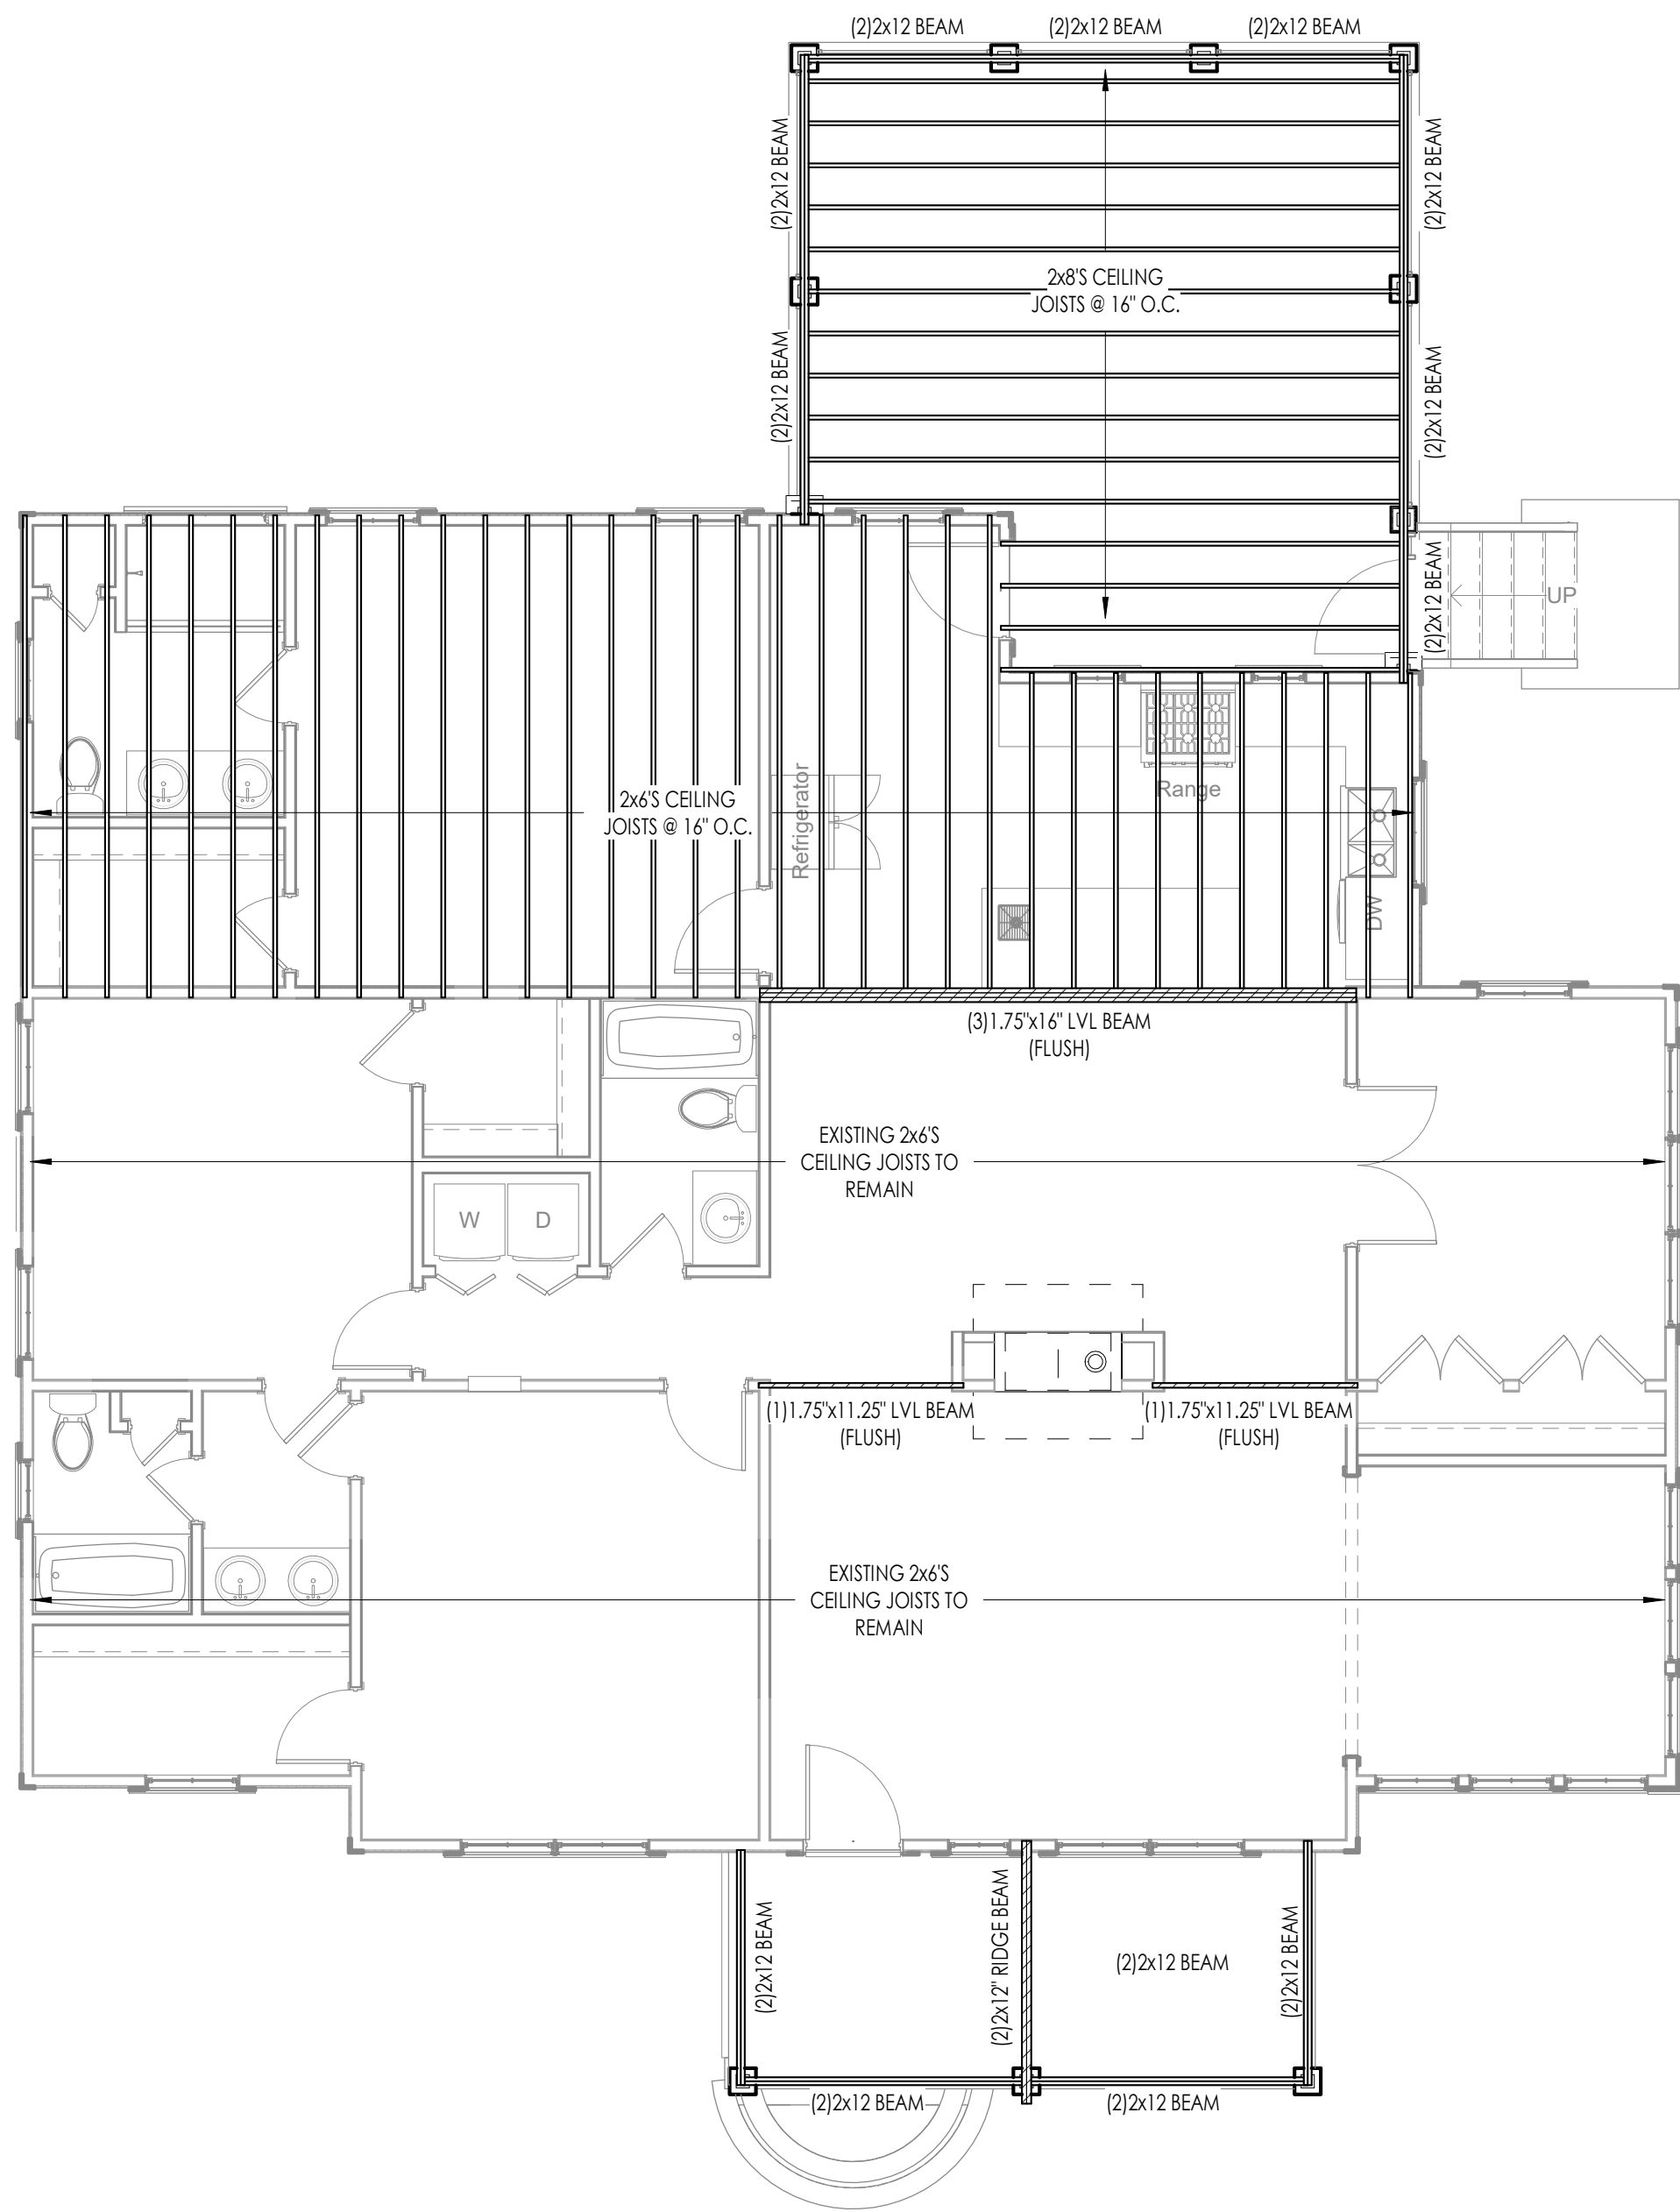 (2)2x12 BEAM
(2)2x12 BEAM
(2)2x12 BEAM
(2)2x12 BEAM
(2)2x12 BEAM
2x8'S CEILING
JOISTS @ 16" O.C.
(2)2x12 BEAM
(2)2x12 BEAM
(2)2x12 BEAM
UP
2x6'S CEILING
JOISTS @ 16" O.C.
Refrigerator
Range
DW
(3)1.75"x16" LVL BEAM
(FLUSH)
EXISTING 2x6'S
CEILING JOISTS TO
REMAIN
W
D
(1)1.75"x11.25" LVL BEAM
(FLUSH)
(1)1.75"x11.25" LVL BEAM
(FLUSH)
EXISTING 2x6'S
CEILING JOISTS TO
REMAIN
(2)2x12 BEAM
(2)2x12" RIDGE BEAM
(2)2x12 BEAM
(2)2x12 BEAM
(2)2x12 BEAM
(2)2x12 BEAM